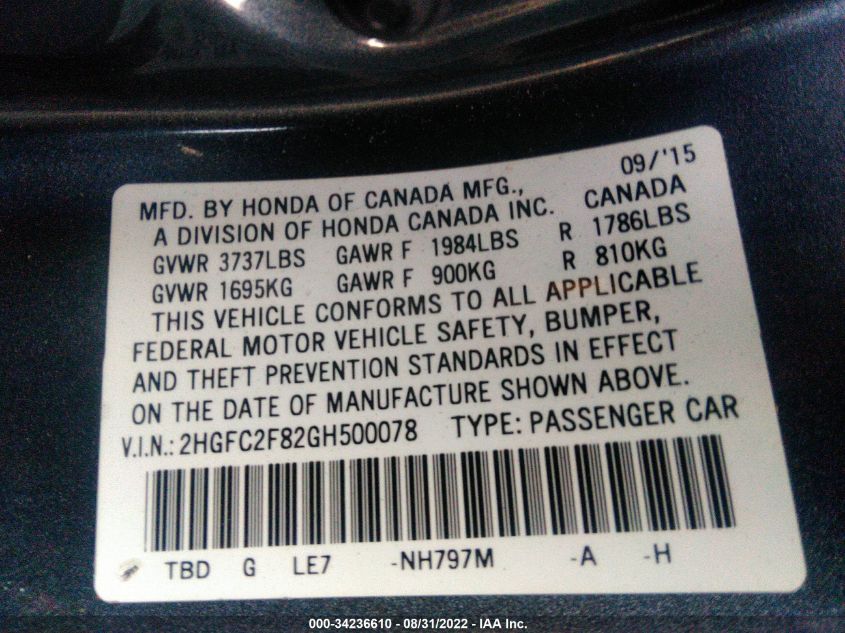 09/'15
MFD. BY HONDA OF CANADA MFG.,
A DIVISION OF HONDA CANADA INC. CANADA
GVWR 3737LBS GAWR F 1984LBS R 1786LBS
GVWR 1695KG GAWR F 900KG R 810KG
THIS VEHICLE CONFORMS TO ALL APPLICABLE
FEDERAL MOTOR VEHICLE SAFETY, BUMPER,
AND THEFT PREVENTION STANDARDS IN EFFECT
ON THE DATE OF MANUFACTURE SHOWN ABOVE.
V.I.N.: 2HGFC2F82GH500078 TYPE: PASSENGER CAR
TBD G LE7 -NH797M -A -H
000-34236610 - 08/31/2022 - IAA Inc.